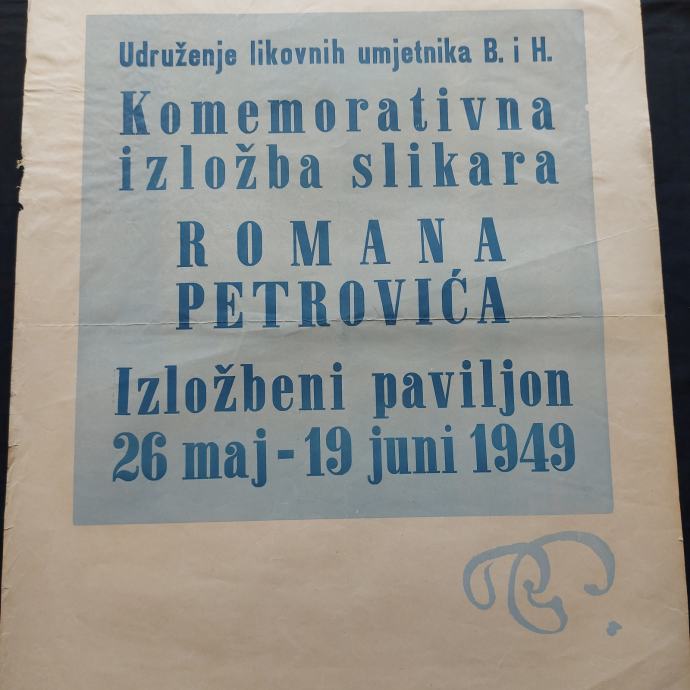 Udruženje likovnih umjetnika B. i H.
Komemorativna
izložba slikara
ROMANA
PETROVIĆA
Izložbeni paviljon
26 maj - 19 juni 1949